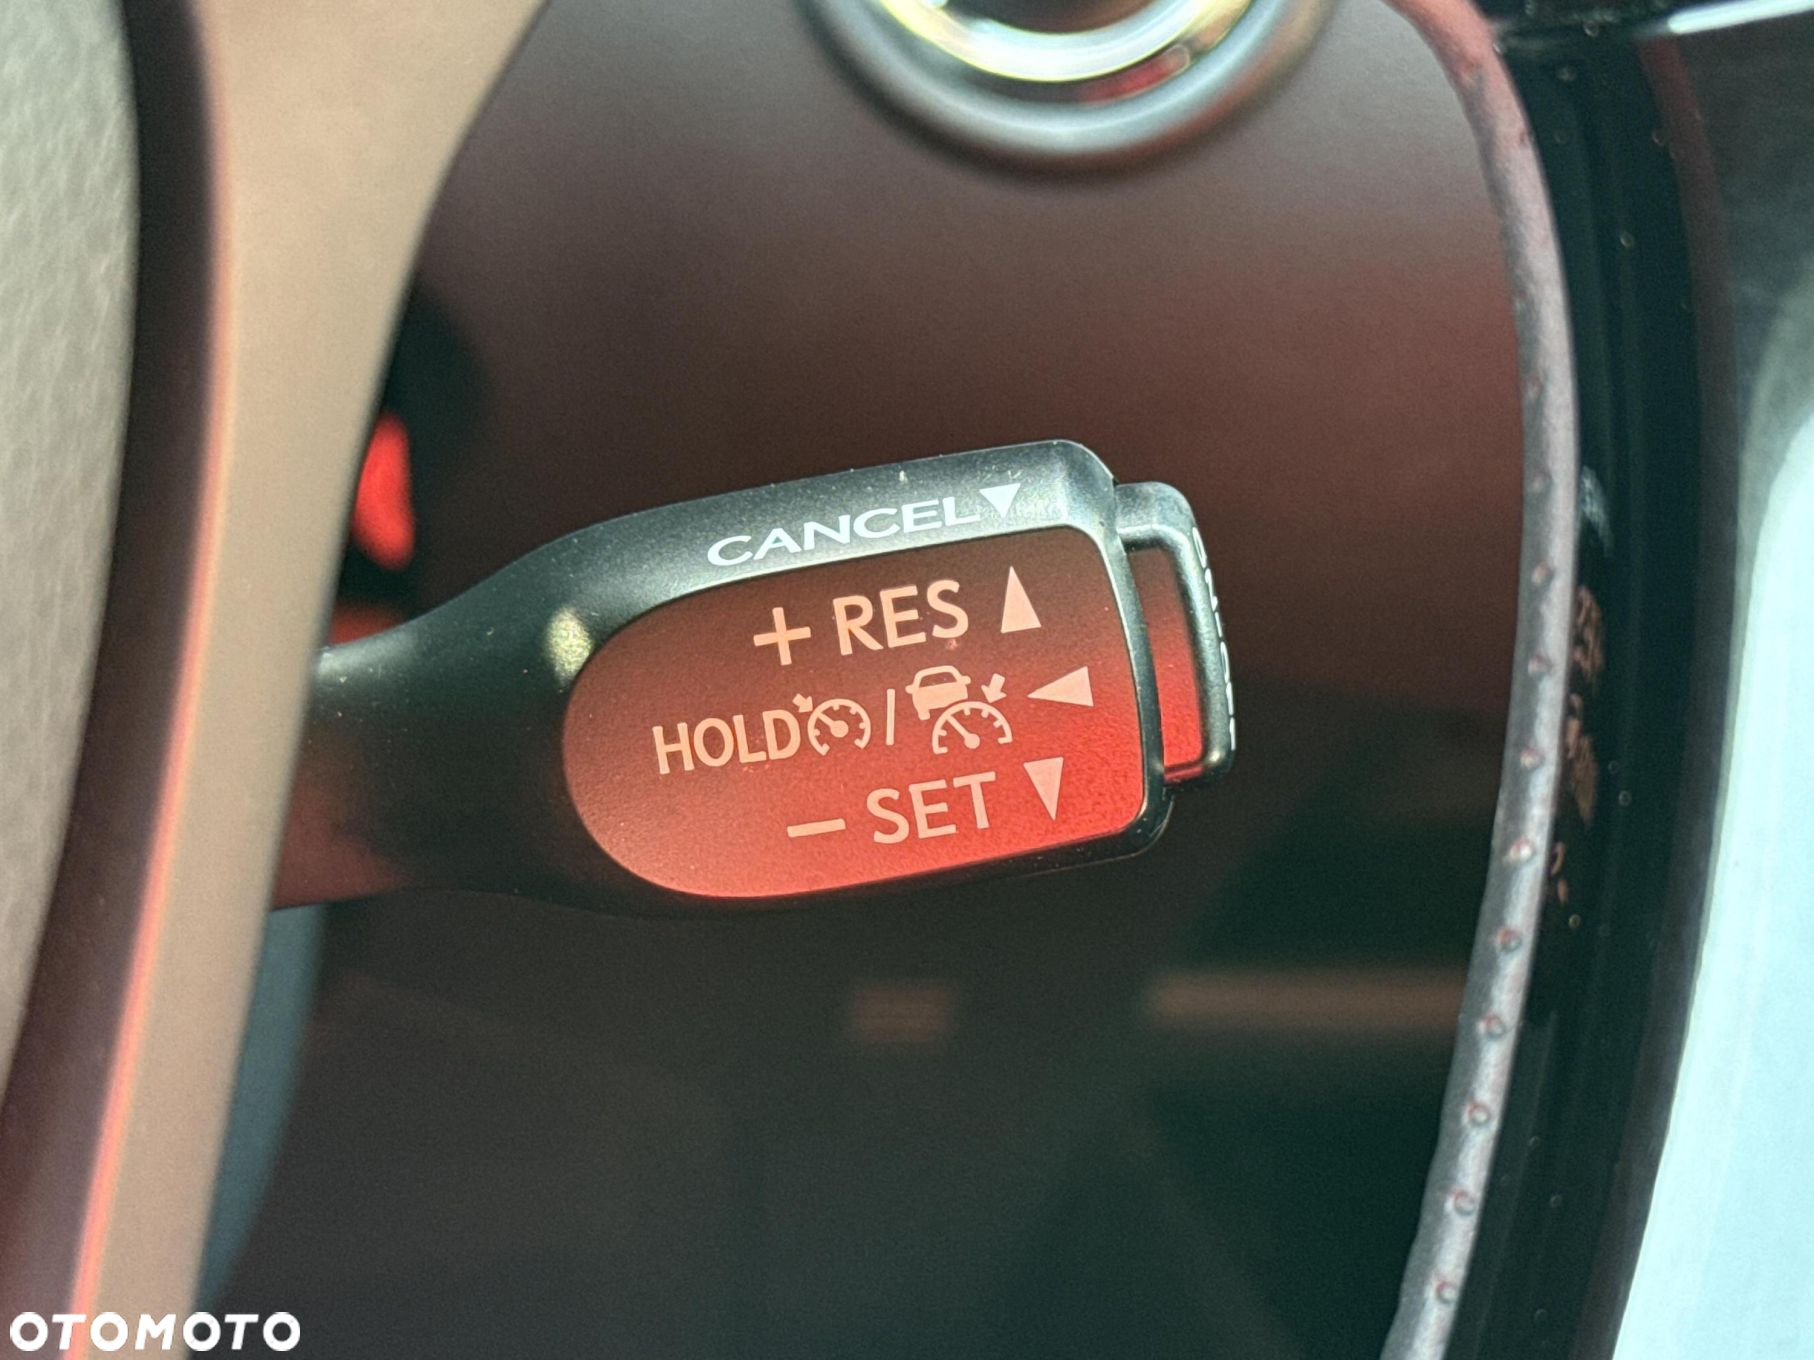 CANCEL▼
+ RES ▲
HOLD / ◀
− SET ▼
OTOMOTO